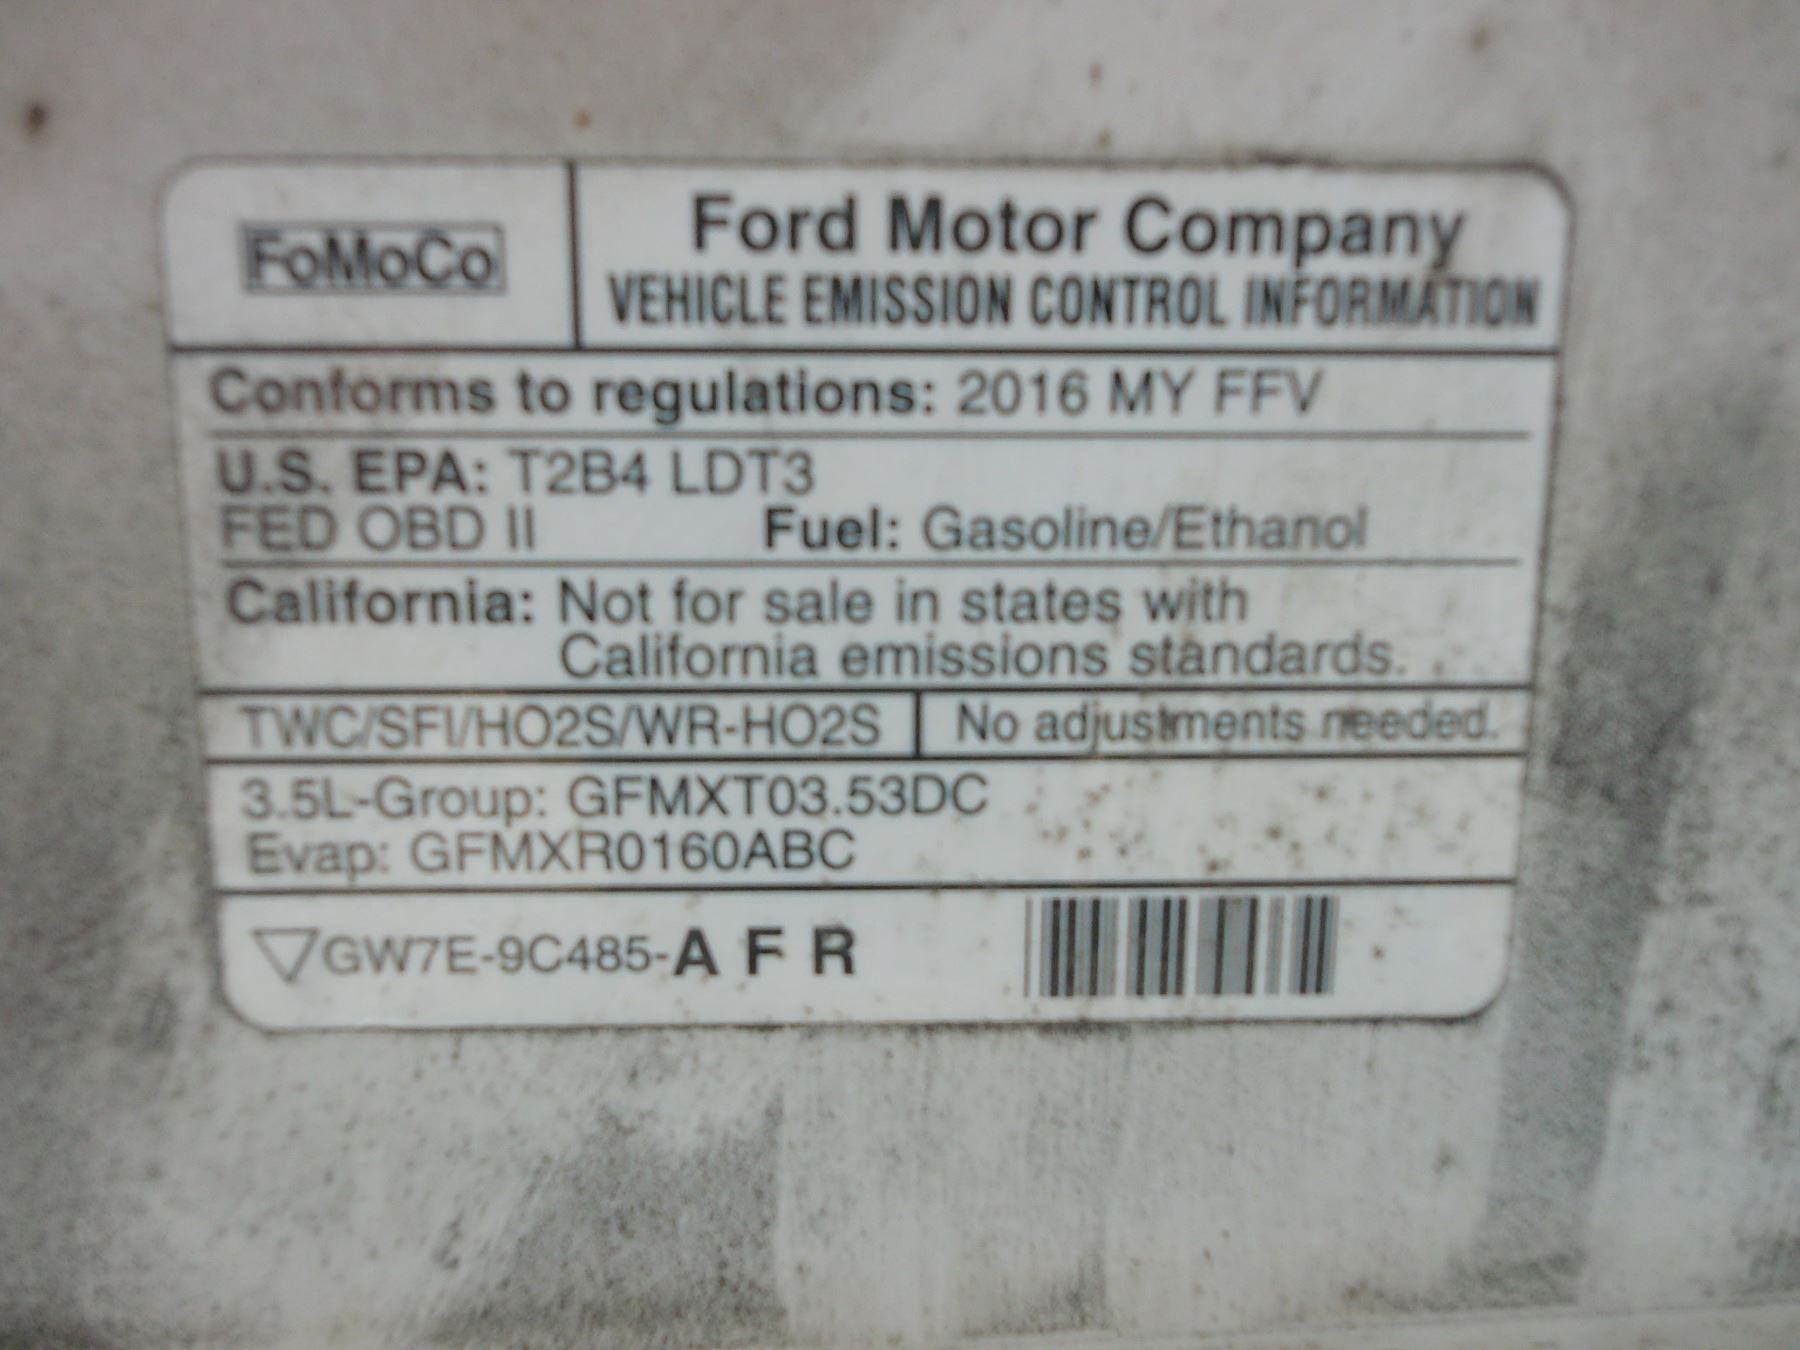 FoMoCo
Ford Motor Company
VEHICLE EMISSION CONTROL INFORMATION
Conforms to regulations: 2016 MY FFV
U.S. EPA: T2B4 LDT3
FED OBD II Fuel: Gasoline/Ethanol
California: Not for sale in states with
California emissions standards.
TWC/SFI/HO2S/WR-HO2S No adjustments needed.
3.5L-Group: GFMXT03.53DC
Evap: GFMXR0160ABC
GW7E-9C485-A F R